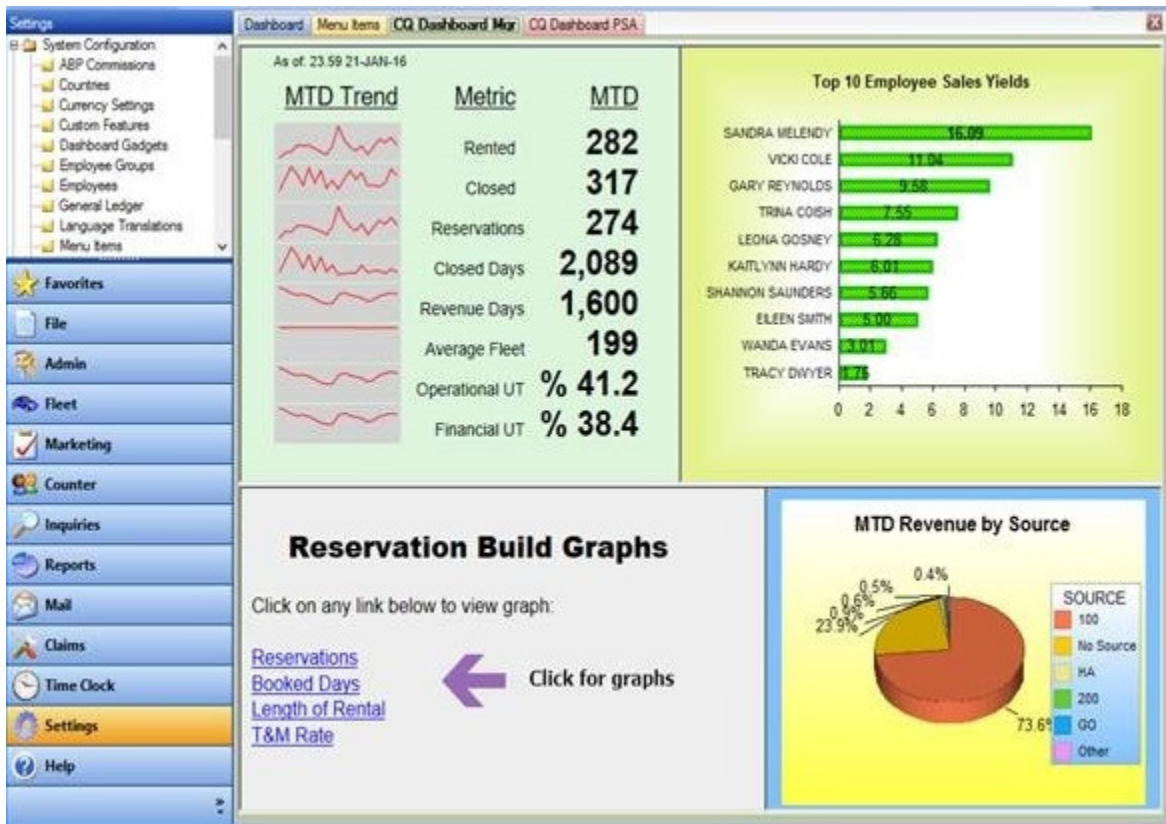 Settings
System Configuration
ABP Commissions
Countries
Currency Settings
Custom Features
Dashboard Gadgets
Employee Groups
Employees
General Ledger
Language Translations
Menu Items
Favorites
File
Admin
Fleet
Marketing
Counter
Inquiries
Reports
Mail
Claims
Time Clock
Settings
Help
Dashboard Menu Items CQ Dashboard Mgr CQ Dashboard PSA
As of: 23.59 21-JAN-16
MTD Trend Metric MTD
Rented 282
Closed 317
Reservations 274
Closed Days 2,089
Revenue Days 1,600
Average Fleet 199
Operational UT % 41.2
Financial UT % 38.4
Top 10 Employee Sales Yields
SANDRA MELENDY 16.09
VICKI COLE 11.04
GARY REYNOLDS 9.58
TRINA COISH 7.55
LEONA GOSNEY 6.28
KAITLYNN HARDY 6.01
SHANNON SAUNDERS 5.66
EILEEN SMITH 5.00
WANDA EVANS 3.01
TRACY DWYER 1.76
0 2 4 6 8 10 12 14 16 18
Reservation Build Graphs
Click on any link below to view graph:
Reservations
Booked Days
Length of Rental
T&M Rate
Click for graphs
MTD Revenue by Source
0.4%
0.5%
0.6%
0.9%
23.9%
73.6%
SOURCE
100
No Source
HA
200
GO
Other